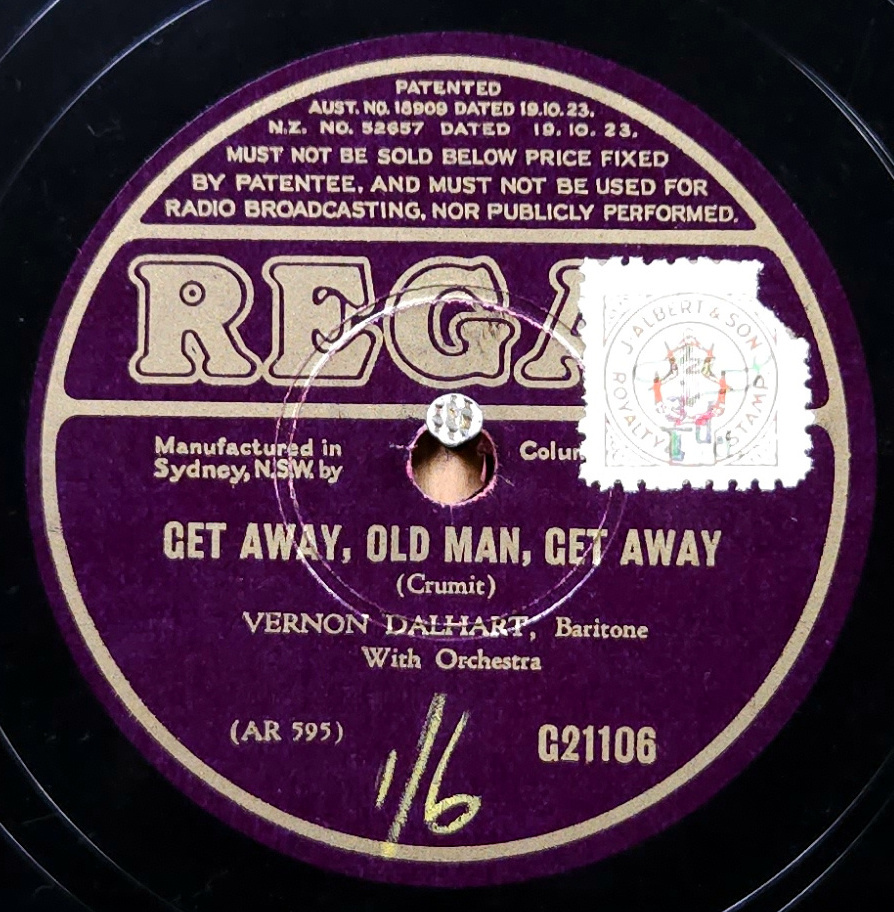 PATENTED
AUST. NO. 18909 DATED 19.10.23.
N.Z. NO. 52657 DATED 19.10.23.
MUST NOT BE SOLD BELOW PRICE FIXED
BY PATENTEE, AND MUST NOT BE USED FOR
RADIO BROADCASTING, NOR PUBLICLY PERFORMED.
REGA
J. ALBERT & SON
ROYALTY STAMP
Manufactured in
Sydney, N.S.W. by
Colum
GET AWAY, OLD MAN, GET AWAY
(Crumit)
VERNON DALHART, Baritone
With Orchestra
(AR 595)
G21106
1/6